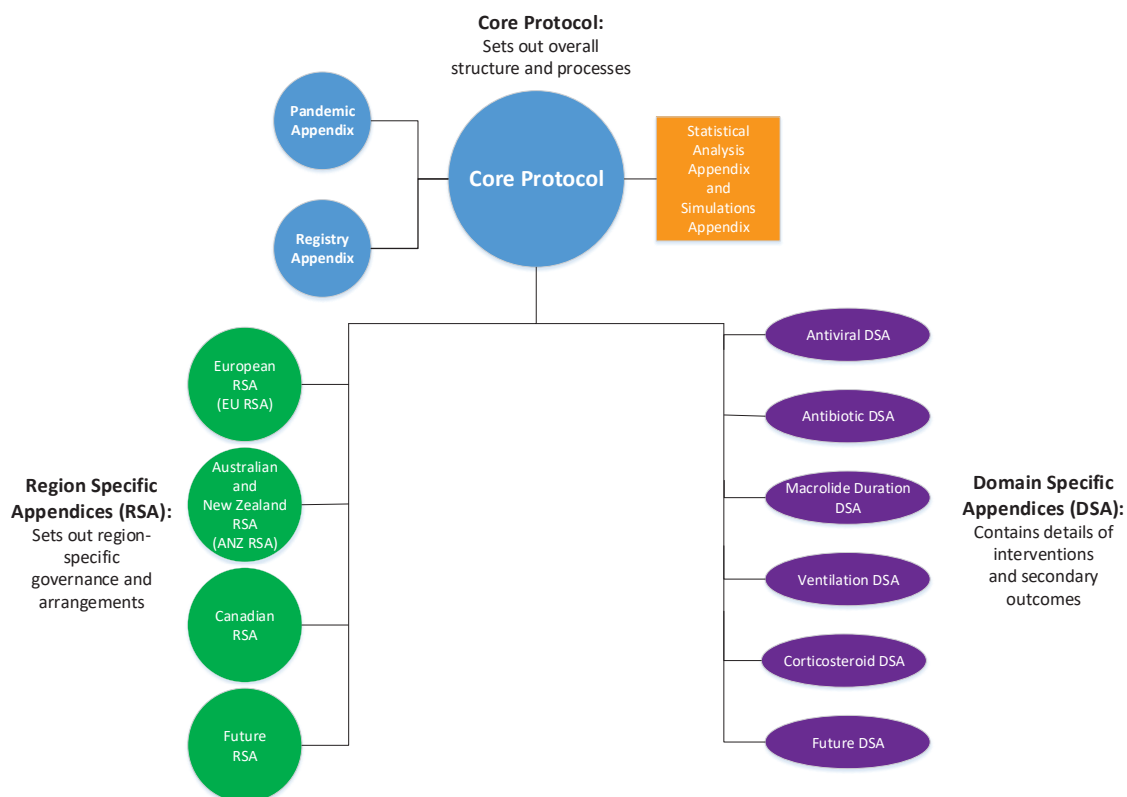 Core Protocol:
Sets out overall
structure and processes
Pandemic
Appendix
Registry
Appendix
Core Protocol
Statistical
Analysis
Appendix
and
Simulations
Appendix
European
RSA
(EU RSA)
Australian
and
New Zealand
RSA
(ANZ RSA)
Canadian
RSA
Future
RSA
Region Specific
Appendices (RSA):
Sets out region-
specific
governance and
arrangements
Antiviral DSA
Antibiotic DSA
Macrolide Duration
DSA
Ventilation DSA
Corticosteroid DSA
Future DSA
Domain Specific
Appendices (DSA):
Contains details of
interventions
and secondary
outcomes